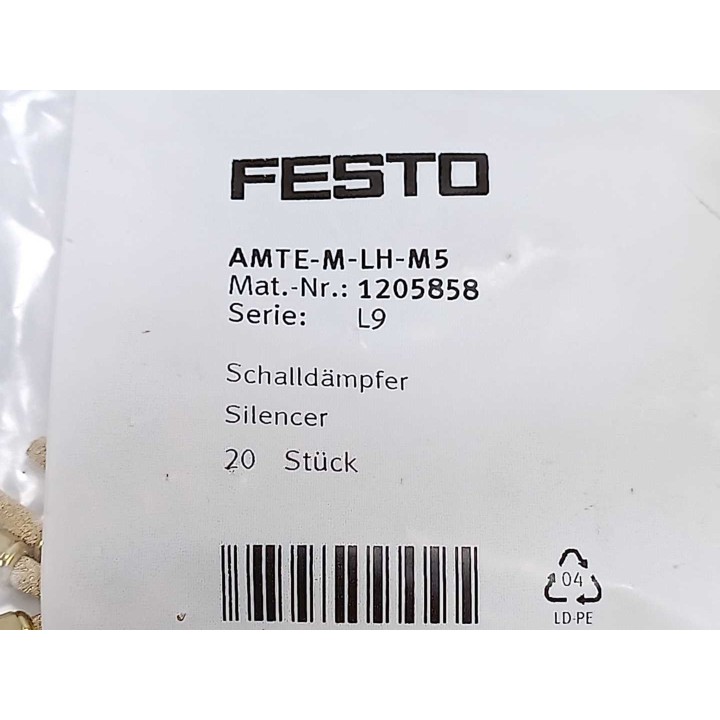 FESTO
AMTE-M-LH-M5
Mat.-Nr.: 1205858
Serie: L9
Schalldämpfer
Silencer
20 Stück
04
LD-PE